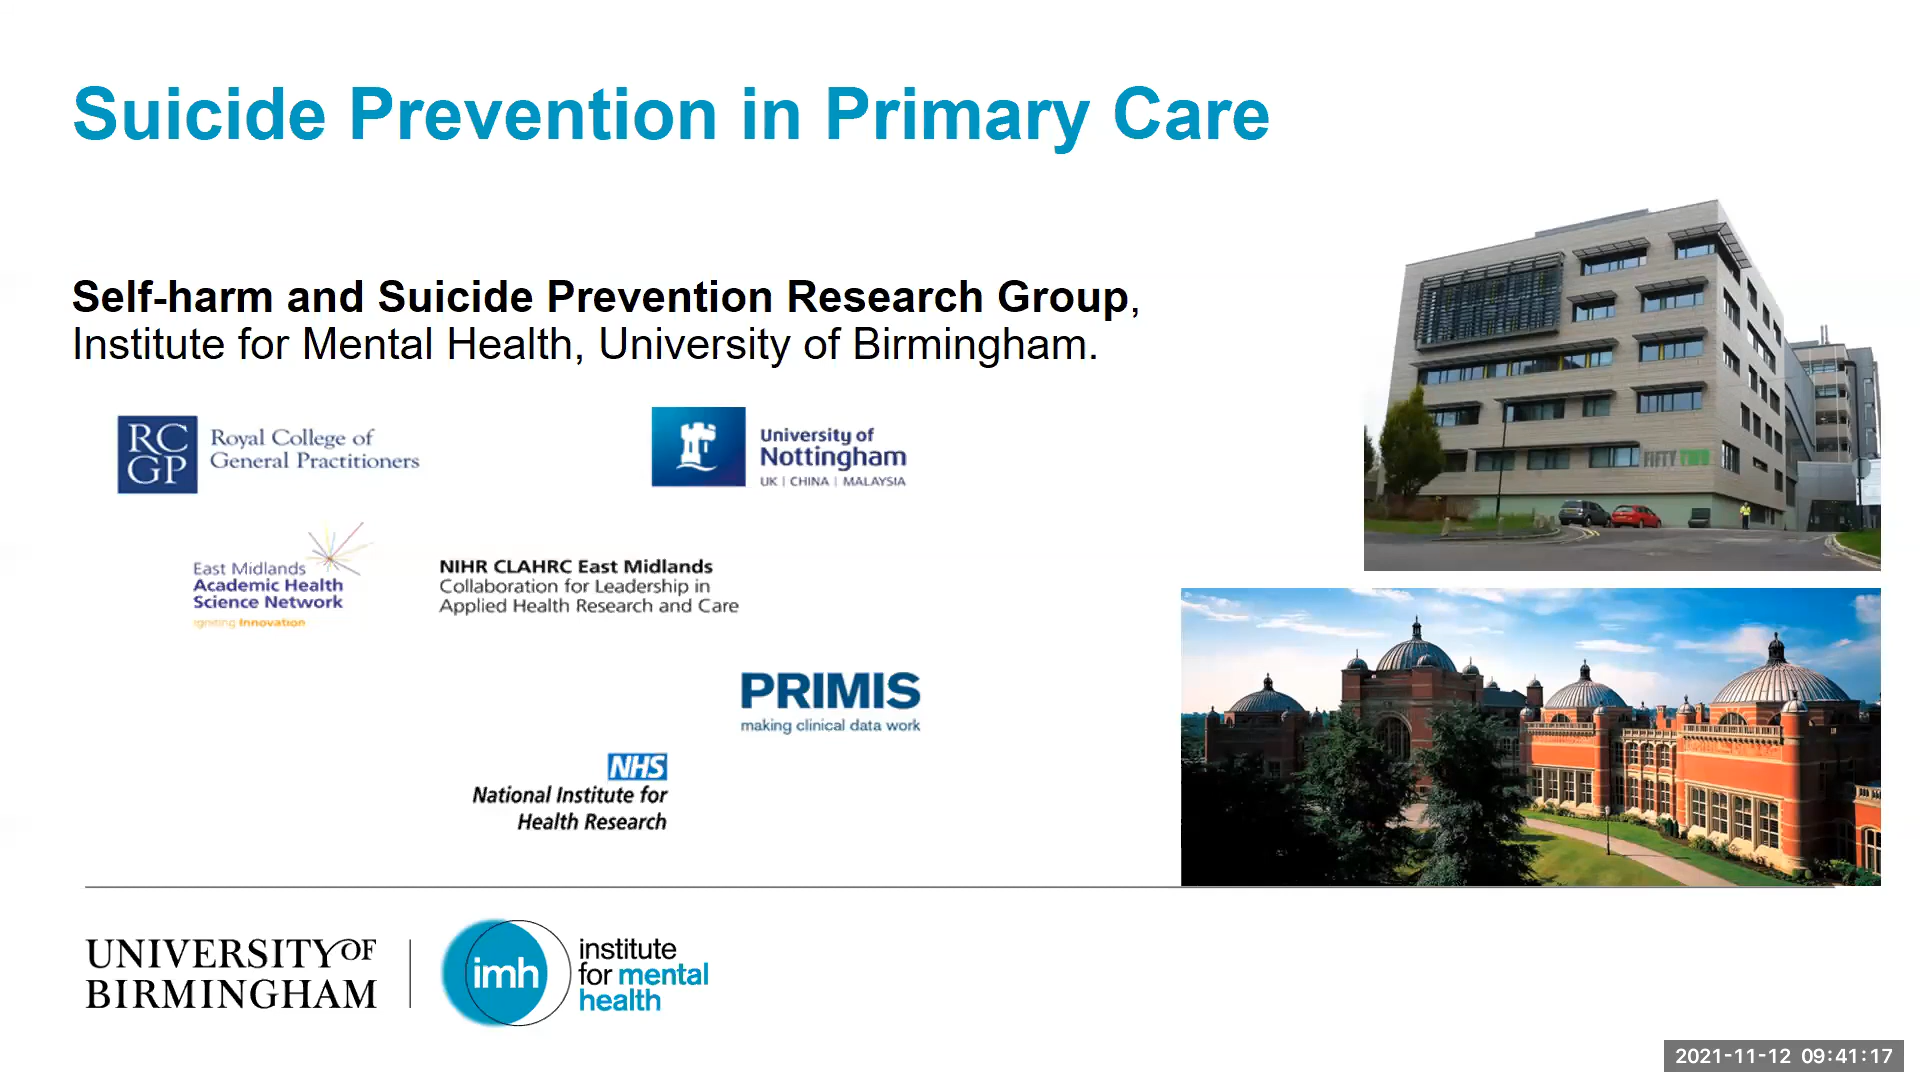 Suicide Prevention in Primary Care
Self-harm and Suicide Prevention Research Group,
Institute for Mental Health, University of Birmingham.
RC
GP
Royal College of
General Practitioners
University of
Nottingham
UK | CHINA | MALAYSIA
FIFTY TWO
East Midlands
Academic Health
Science Network
Igniting Innovation
NIHR CLAHRC East Midlands
Collaboration for Leadership in
Applied Health Research and Care
PRIMIS
making clinical data work
NHS
National Institute for
Health Research
UNIVERSITY OF
BIRMINGHAM
imh
institute
for mental
health
2021-11-12 09:41:17